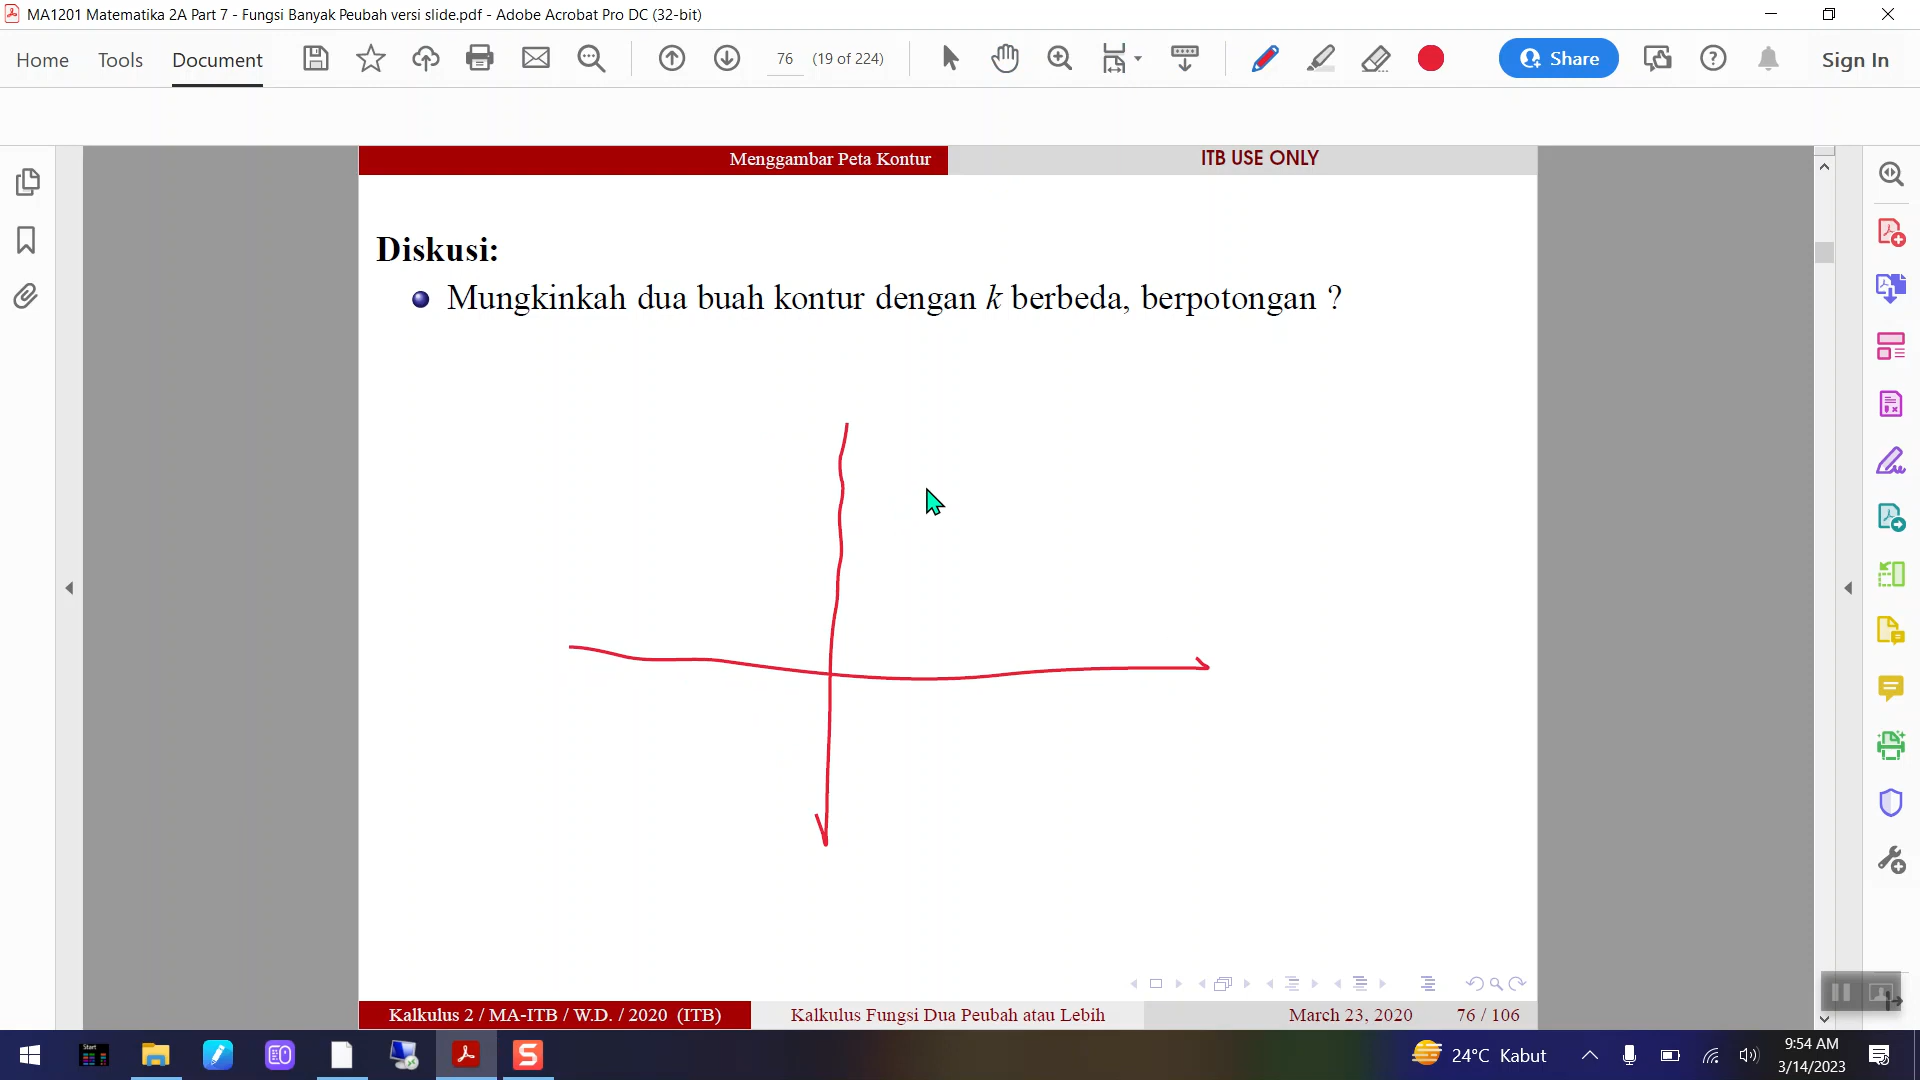 MA1201 Matematika 2A Part 7 - Fungsi Banyak Peubah versi slide.pdf - Adobe Acrobat Pro DC (32-bit)
Home Tools Document 76 (19 of 224) Share Sign In
Menggambar Peta Kontur ITB USE ONLY
Diskusi:
Mungkinkah dua buah kontur dengan k berbeda, berpotongan ?
Kalkulus 2 / MA-ITB / W.D. / 2020 (ITB) Kalkulus Fungsi Dua Peubah atau Lebih March 23, 2020 76 / 106
Start
24°C Kabut 9:54 AM
3/14/2023